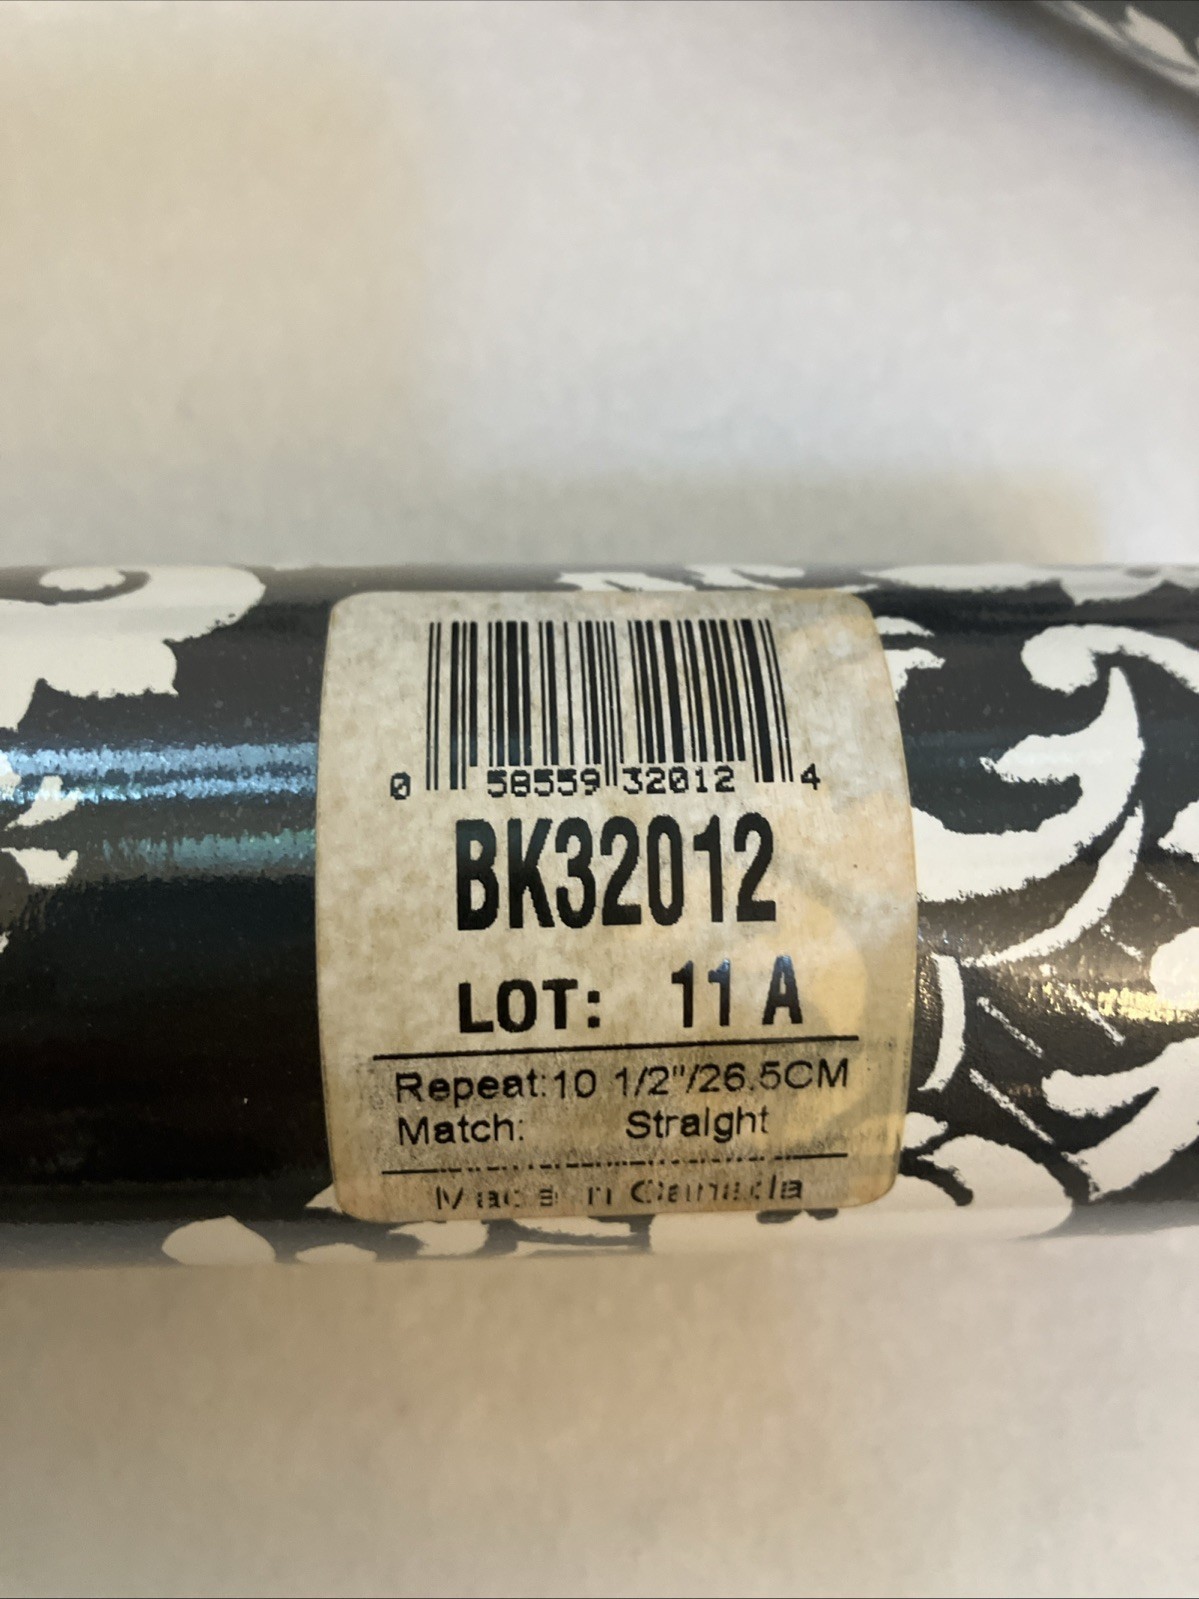 0 58559 32012 4
BK32012
LOT: 11 A
Repeat:10 1/2"/26.5CM
Match: Straight
Made in Canada